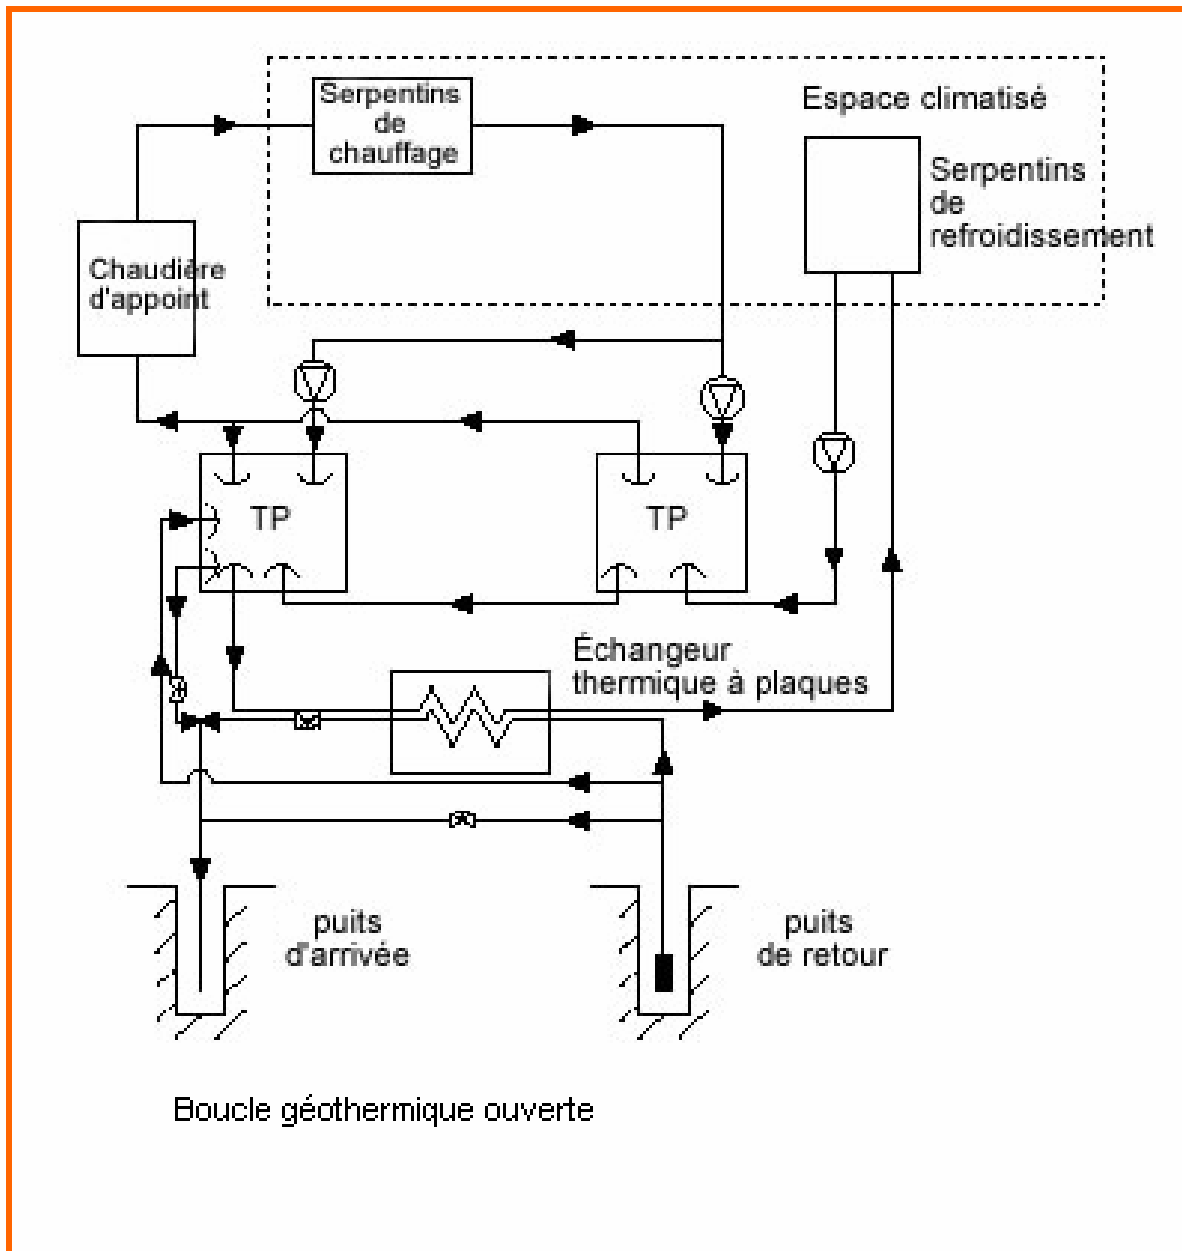 Serpentins
de
chauffage
Espace climatisé
Serpentins
de
refroidissement
Chaudière
d'appoint
TP
TP
Échangeur
thermique à plaques
puits
d'arrivée
puits
de retour
Boucle géothermique ouverte